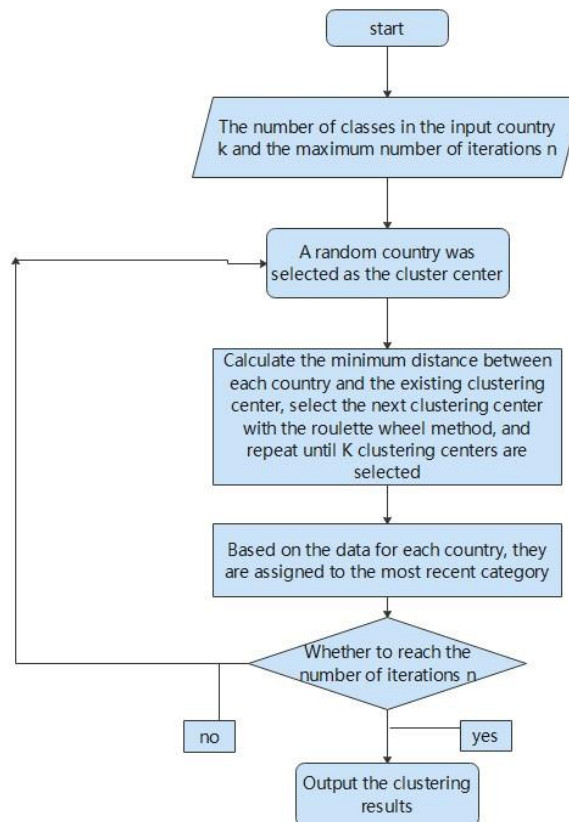 start
The number of classes in the input country
k and the maximum number of iterations n
A random country was
selected as the cluster center
Calculate the minimum distance between
each country and the existing clustering
center, select the next clustering center
with the roulette wheel method, and
repeat until K clustering centers are
selected
Based on the data for each country, they
are assigned to the most recent category
Whether to reach the
number of iterations n
no
yes
Output the clustering
results